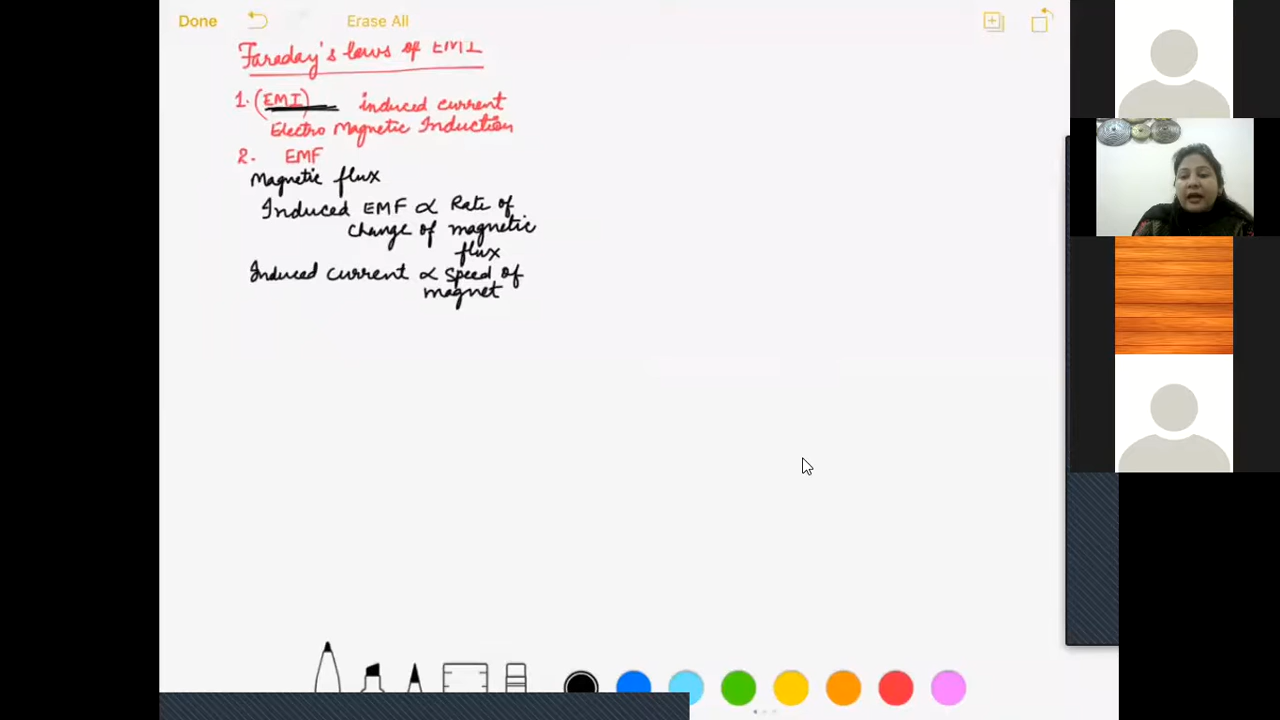 Done
Erase All
Faraday's laws of EMI
1. (EMI) induced current
Electro Magnetic Induction
2. EMF
Magnetic flux
Induced EMF ∝ Rate of
change of magnetic
flux
Induced current ∝ speed of
magnet